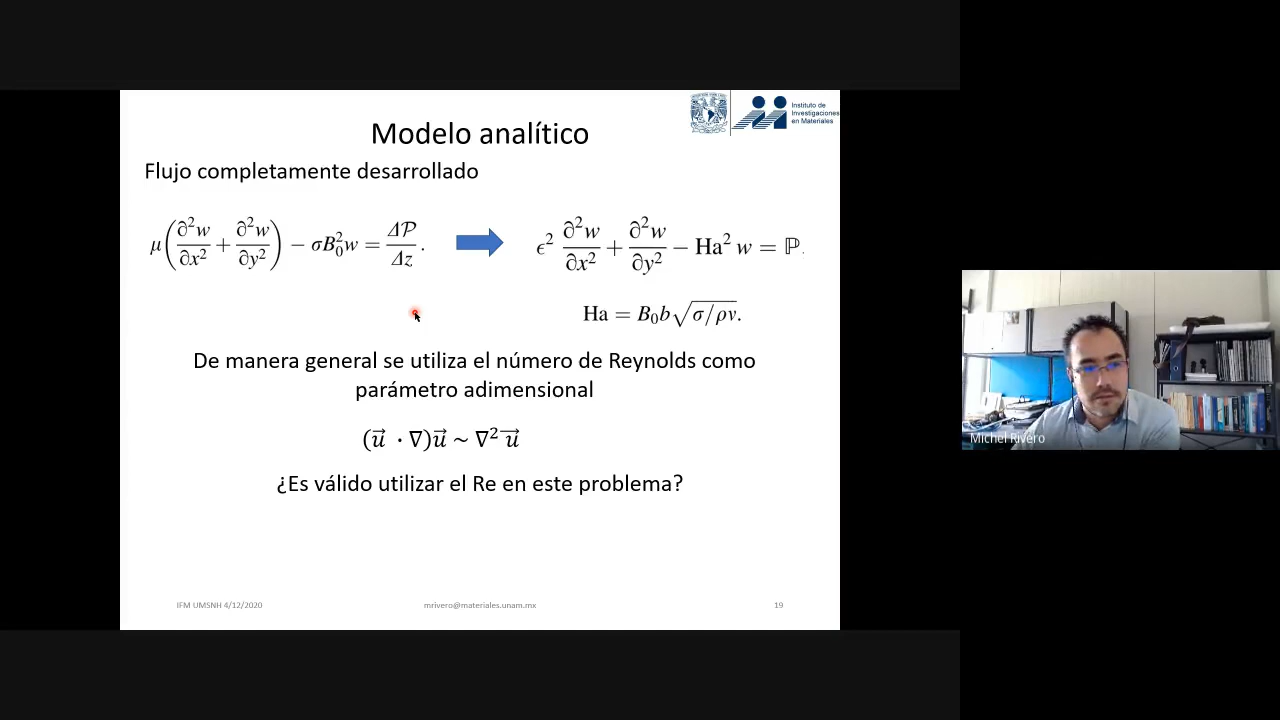 Instituto de
Investigaciones
en Materiales
Modelo analítico
Flujo completamente desarrollado
μ(∂²w/∂x² + ∂²w/∂y²) − σB₀²w = Δ𝒫/Δz.
ϵ² ∂²w/∂x² + ∂²w/∂y² − Ha² w = ℙ.
Ha = B₀b√σ/ρν.
De manera general se utiliza el número de Reynolds como
parámetro adimensional
(u⃗ · ∇)u⃗ ~ ∇² u⃗
¿Es válido utilizar el Re en este problema?
Michel Rivero
IFM UMSNH 4/12/2020
mrivero@materiales.unam.mx
19